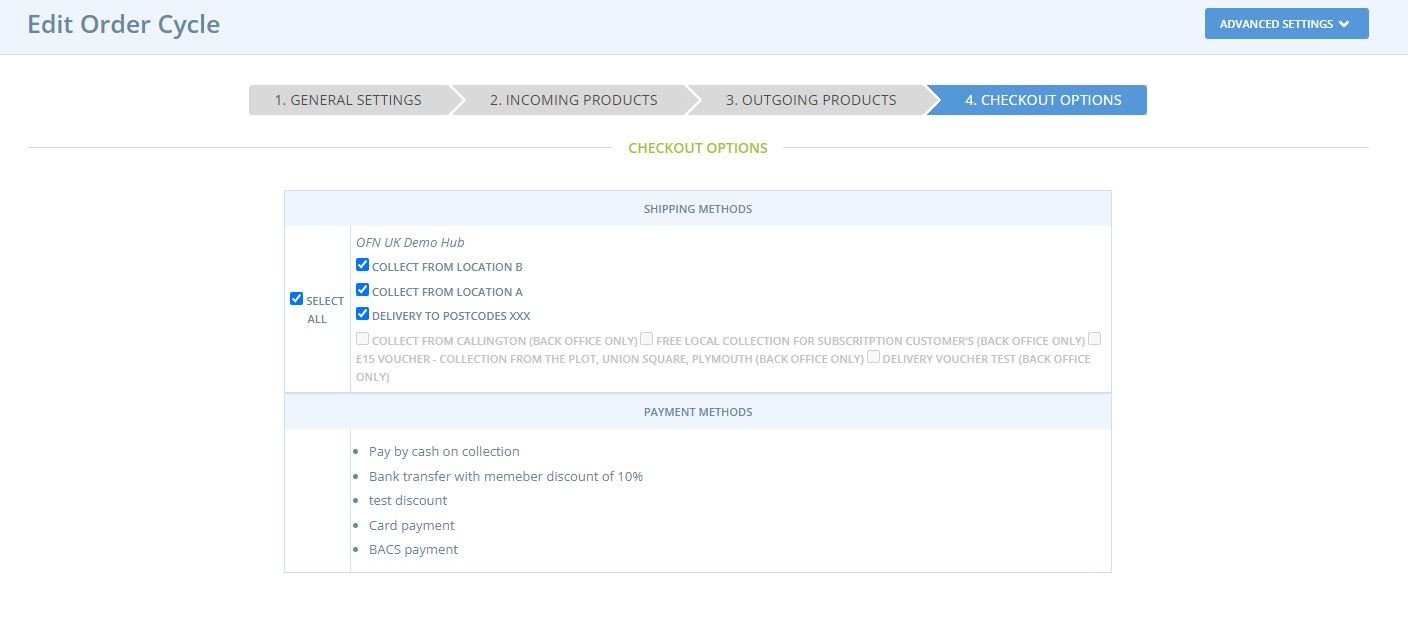 Edit Order Cycle
ADVANCED SETTINGS
1. GENERAL SETTINGS
2. INCOMING PRODUCTS
3. OUTGOING PRODUCTS
4. CHECKOUT OPTIONS
CHECKOUT OPTIONS
SHIPPING METHODS
SELECT
ALL
OFN UK Demo Hub
COLLECT FROM LOCATION B
COLLECT FROM LOCATION A
DELIVERY TO POSTCODES XXX
COLLECT FROM CALLINGTON (BACK OFFICE ONLY) FREE LOCAL COLLECTION FOR SUBSCRITPTION CUSTOMER'S (BACK OFFICE ONLY)
£15 VOUCHER - COLLECTION FROM THE PLOT, UNION SQUARE, PLYMOUTH (BACK OFFICE ONLY) DELIVERY VOUCHER TEST (BACK OFFICE
ONLY)
PAYMENT METHODS
Pay by cash on collection
Bank transfer with memeber discount of 10%
test discount
Card payment
BACS payment